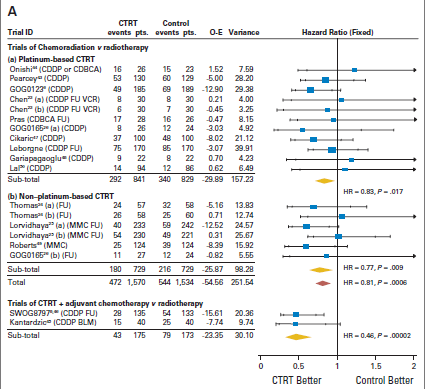 A
CTRT Control
Trial ID events pts. events pts. O-E Variance Hazard Ratio (Fixed)
Trials of Chemoradiation v radiotherapy
(a) Platinum-based CTRT
Onishi (CDDP or CDBCA) 16 26 15 23 1.52 7.59
Pearcey (CDDP) 53 130 60 129 -5.00 28.20
GOG0123 (CDDP) 49 185 69 189 -12.90 29.38
Chen (a) (CDDP FU VCR) 8 30 8 30 0.21 4.00
Chen (b) (CDDP FU VCR) 6 30 7 30 -0.45 3.25
Pras (CDBCA FU) 17 28 16 26 -0.47 8.15
GOG0165 (a) (CDDP) 8 26 12 24 -3.03 4.92
Cikaric (CDDP) 37 100 48 100 -8.02 21.12
Leborgne (CDDP FU) 75 170 85 170 -3.07 39.91
Gariapagaoglu (CDDP) 9 22 8 22 0.70 4.23
Lal (CDDP) 14 94 12 86 0.62 6.49
Sub-total 292 841 340 829 -29.89 157.23
HR = 0.83, P = .017
(b) Non–platinum-based CTRT
Thomas (a) (FU) 24 57 32 58 -5.16 13.83
Thomas (b) (FU) 26 58 25 60 0.71 12.74
Lorvidhaya (a) (MMC FU) 40 233 59 242 -12.52 24.57
Lorvidhaya (b) (MMC FU) 54 230 49 221 0.31 25.67
Roberts (MMC) 25 124 39 124 -8.39 15.92
GOG0165 (b) (FU) 11 27 12 24 -0.82 5.55
Sub-total 180 729 216 729 -25.87 98.28 HR = 0.77, P = .009
Total 472 1,570 544 1,534 -54.56 251.54 HR = 0.81, P = .0006
Trials of CTRT + adjuvant chemotherapy v radiotherapy
SWOG8797 (CDDP FU) 28 135 54 133 -15.61 20.36
Kantardzic (CDDP BLM) 15 40 25 40 -7.74 9.74
Sub-total 43 175 79 173 -23.35 30.10 HR = 0.46, P = .00002
0 0.5 1 1.5 2
CTRT Better Control Better